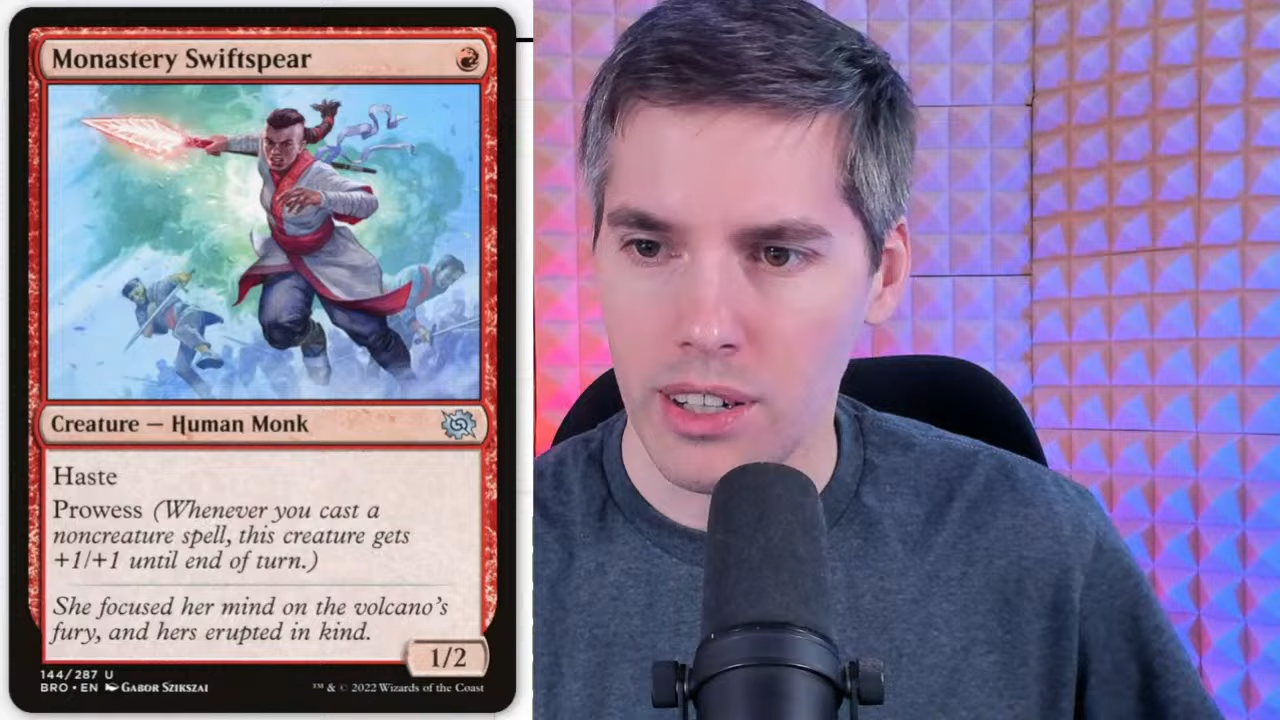 Monastery Swiftspear
Creature — Human Monk
Haste
Prowess (Whenever you cast a
noncreature spell, this creature gets
+1/+1 until end of turn.)
She focused her mind on the volcano's
fury, and hers erupted in kind.
1/2
144/287 U
BRO • EN Gabor Szikszai
™ & © 2022 Wizards of the Coast